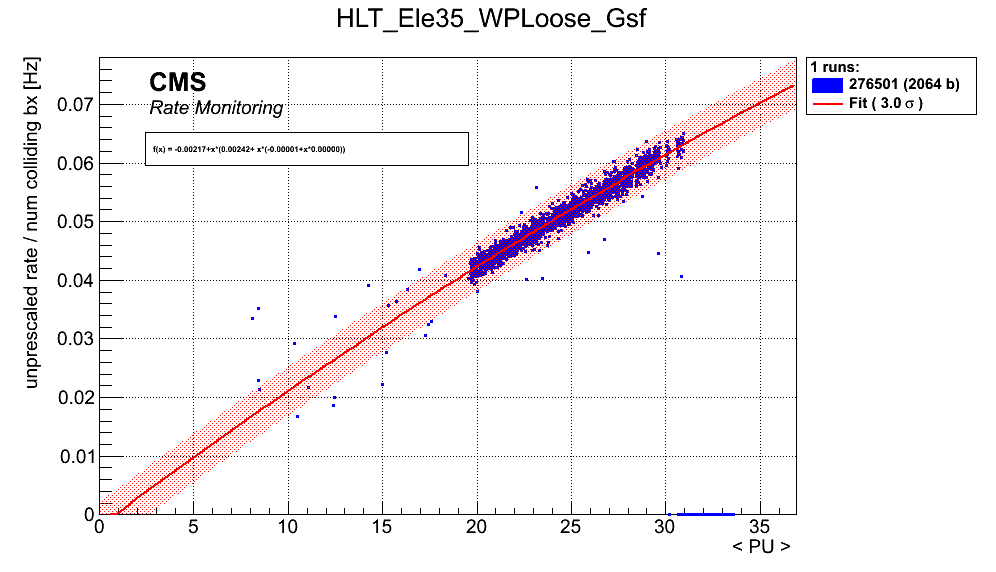 HLT_Ele35_WPLoose_Gsf
unprescaled rate / num colliding bx [Hz]
CMS
Rate Monitoring
f(x) = -0.00217+x*(0.00242+ x*(-0.00001+x*0.00000))
1 runs:
276501 (2064 b)
Fit ( 3.0 σ )
0.07
0.06
0.05
0.04
0.03
0.02
0.01
0
0 5 10 15 20 25 30 35
< PU >